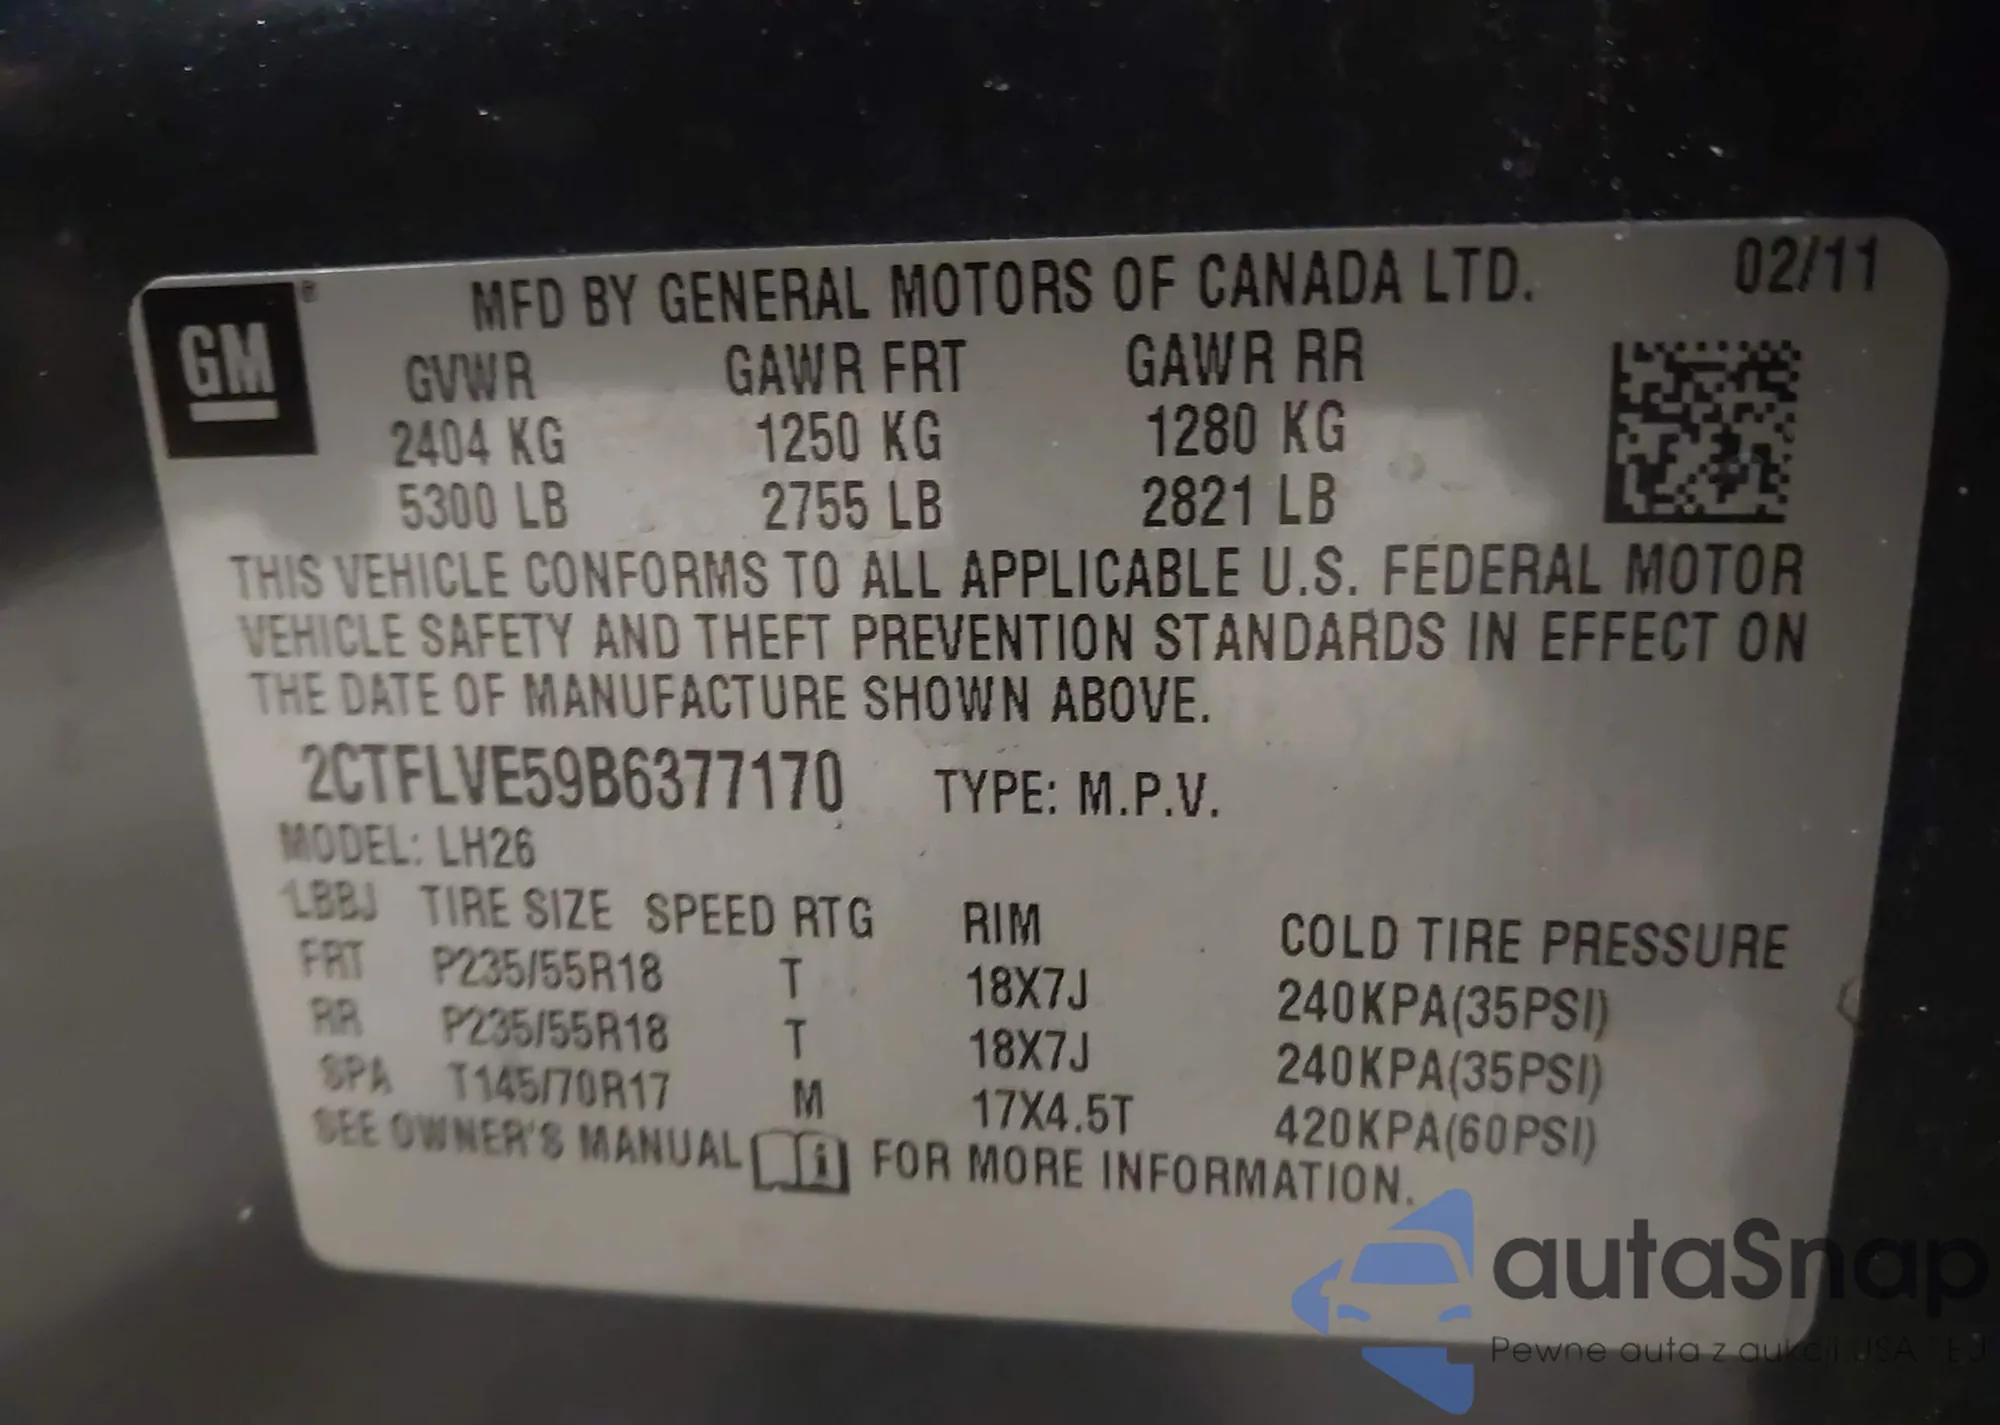 GM®
MFD BY GENERAL MOTORS OF CANADA LTD. 02/11
GVWR GAWR FRT GAWR RR
2404 KG 1250 KG 1280 KG
5300 LB 2755 LB 2821 LB
THIS VEHICLE CONFORMS TO ALL APPLICABLE U.S. FEDERAL MOTOR
VEHICLE SAFETY AND THEFT PREVENTION STANDARDS IN EFFECT ON
THE DATE OF MANUFACTURE SHOWN ABOVE.
2CTFLVE59B6377170 TYPE: M.P.V.
MODEL: LH26
LBBJ TIRE SIZE SPEED RTG RIM COLD TIRE PRESSURE
FRT P235/55R18 T 18X7J 240KPA(35PSI)
RR P235/55R18 T 18X7J 240KPA(35PSI)
SPA T145/70R17 M 17X4.5T 420KPA(60PSI)
SEE OWNER'S MANUAL i FOR MORE INFORMATION.
autaSnap
Pewne auta z aukcji USA